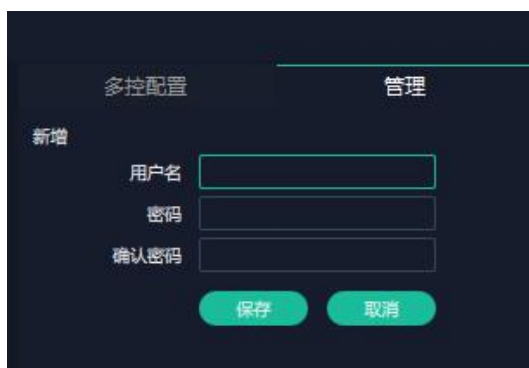 多控配置 管理
新增
用户名
密码
确认密码
保存 取消